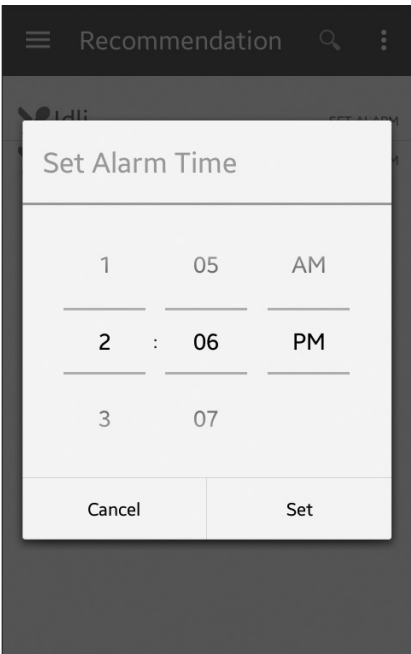 Recommendation
Idli
SET ALARM
Set Alarm Time
1 05 AM
2 : 06 PM
3 07
Cancel Set